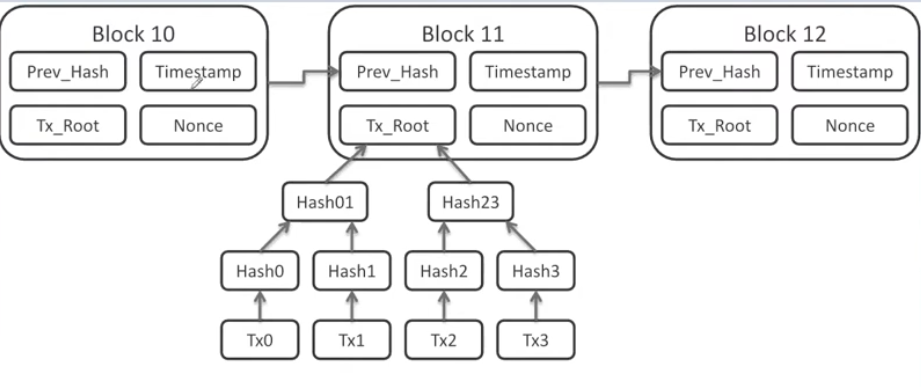 Block 10
Block 11
Block 12
Prev_Hash
Timestamp
Prev_Hash
Timestamp
Prev_Hash
Timestamp
Tx_Root
Nonce
Tx_Root
Nonce
Tx_Root
Nonce
Hash01
Hash23
Hash0
Hash1
Hash2
Hash3
Tx0
Tx1
Tx2
Tx3